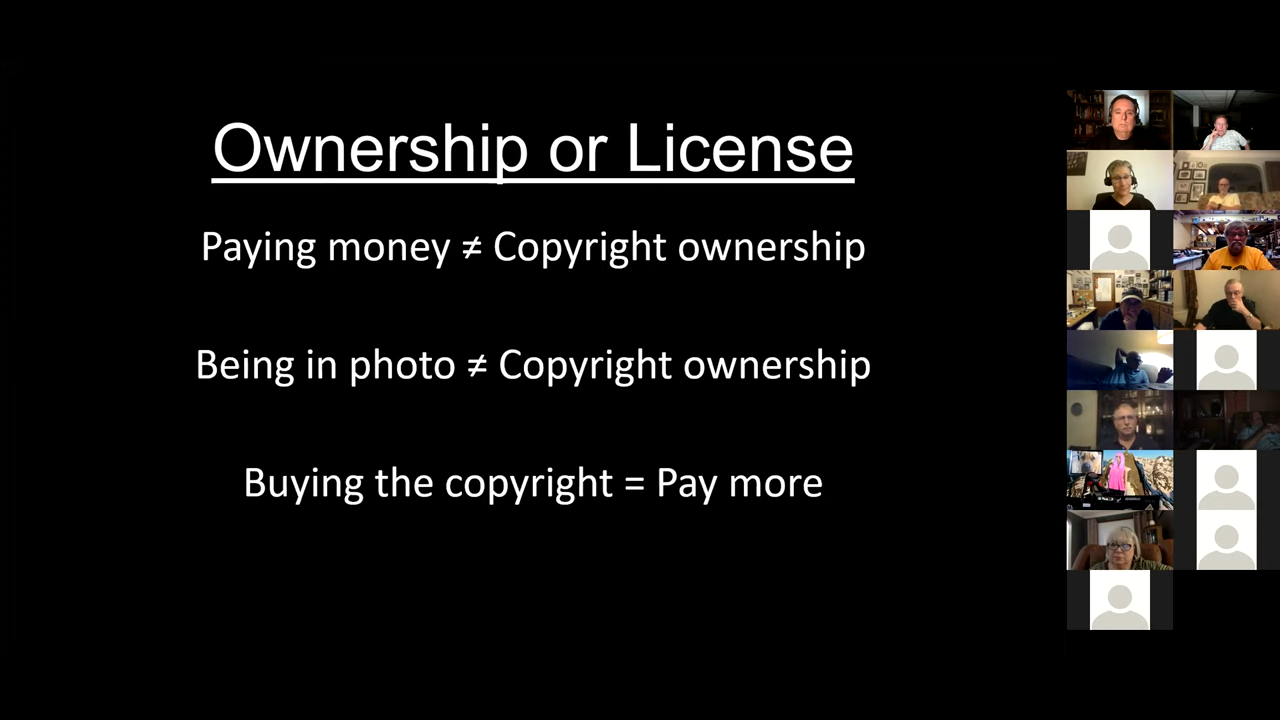 Ownership or License
Paying money ≠ Copyright ownership
Being in photo ≠ Copyright ownership
Buying the copyright = Pay more